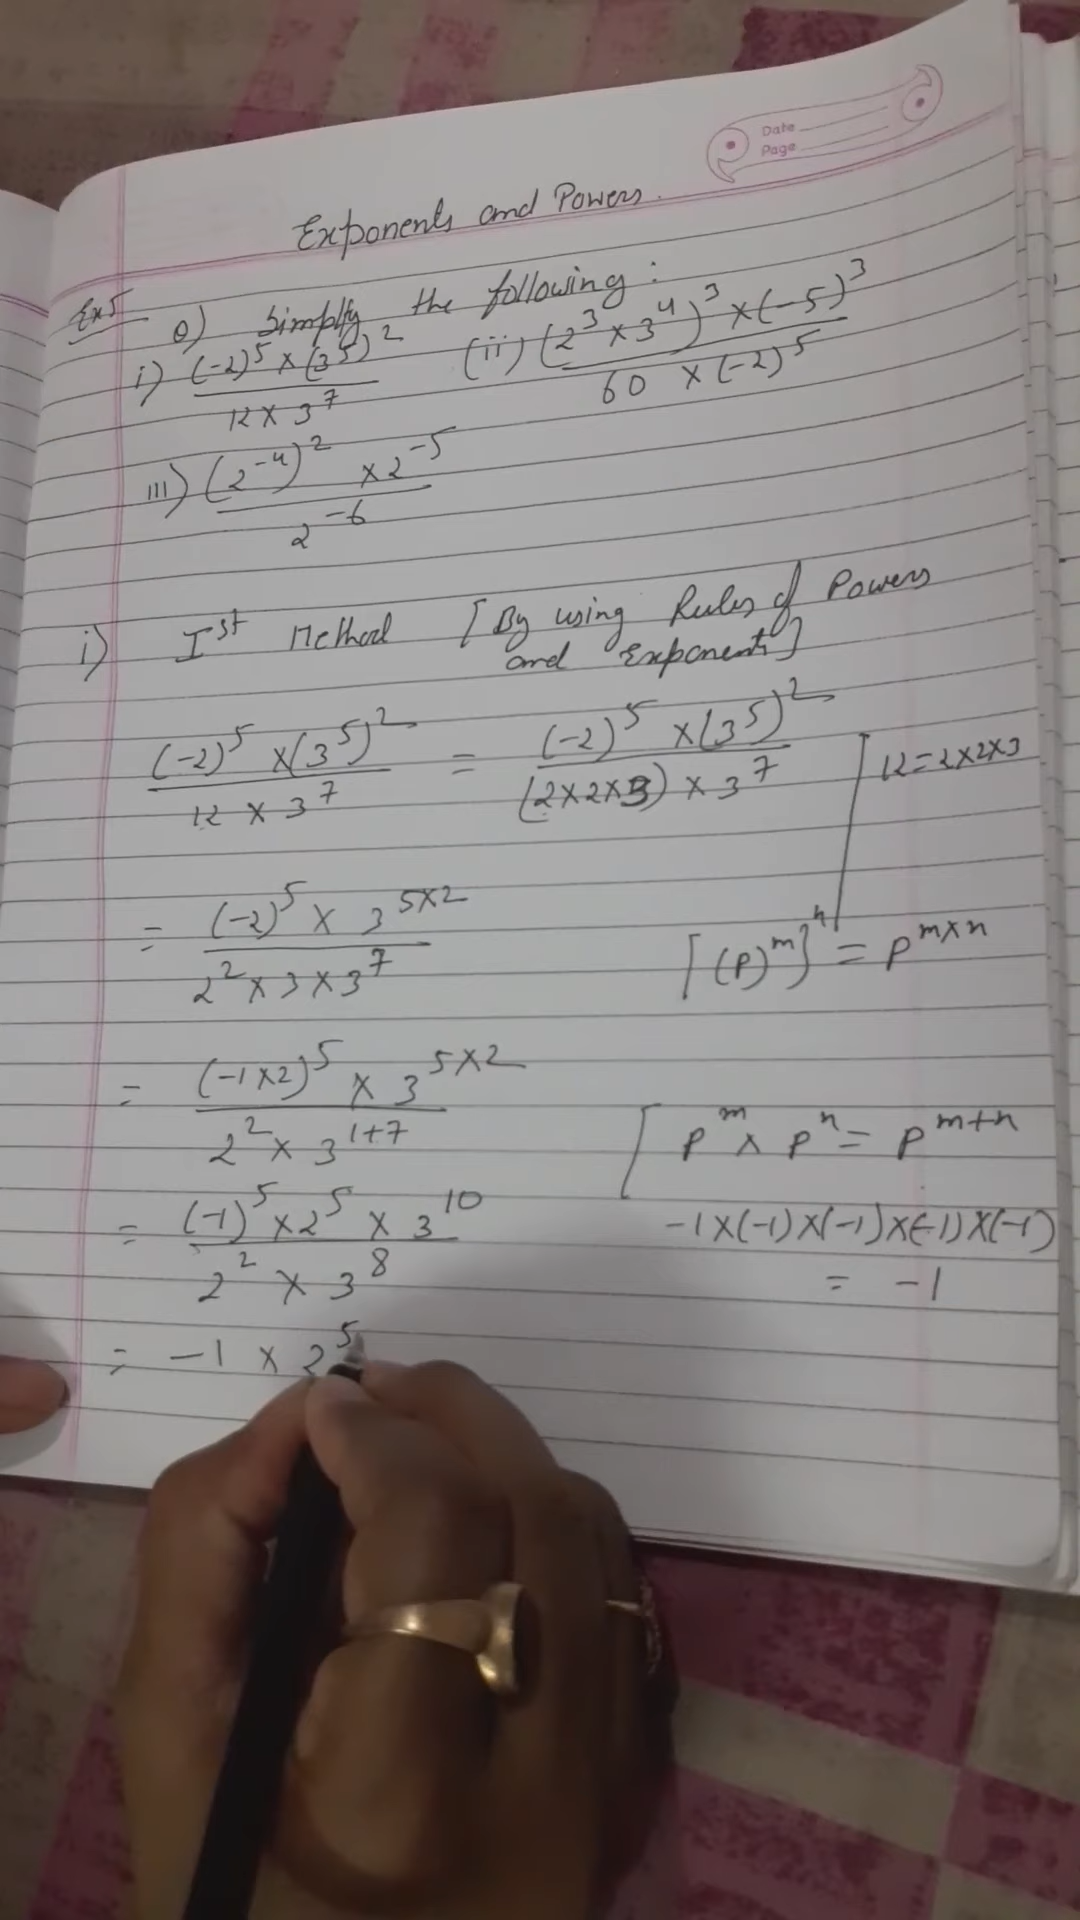 Date
Page
Exponents and Powers.
Ex 5
Q) Simplify the following :
i) (-2)^5 × (3^5)^2 / 12 × 3^7
(ii) (2^3 × 3^4)^3 × (-5)^3 / 60 × (-2)^5
iii) (2^-4)^2 × 2^-5 / 2^-6
i) Ist Method [By using Rules of Powers
and Exponents]
(-2)^5 × (3^5)^2 / 12 × 3^7 = (-2)^5 × (3^5)^2 / (2×2×3) × 3^7 [12=2×2×3
= (-2)^5 × 3^5×2 / 2^2 × 3 × 3^7 [(P)^m]^n = P^m×n
= (-1×2)^5 × 3^5×2 / 2^2 × 3^1+7 [P^m × P^n = P^m+n
= (-1)^5 × 2^5 × 3^10 / 2^2 × 3^8 -1×(-1)×(-1)×(-1)×(-1)
= -1
= -1 × 2^5